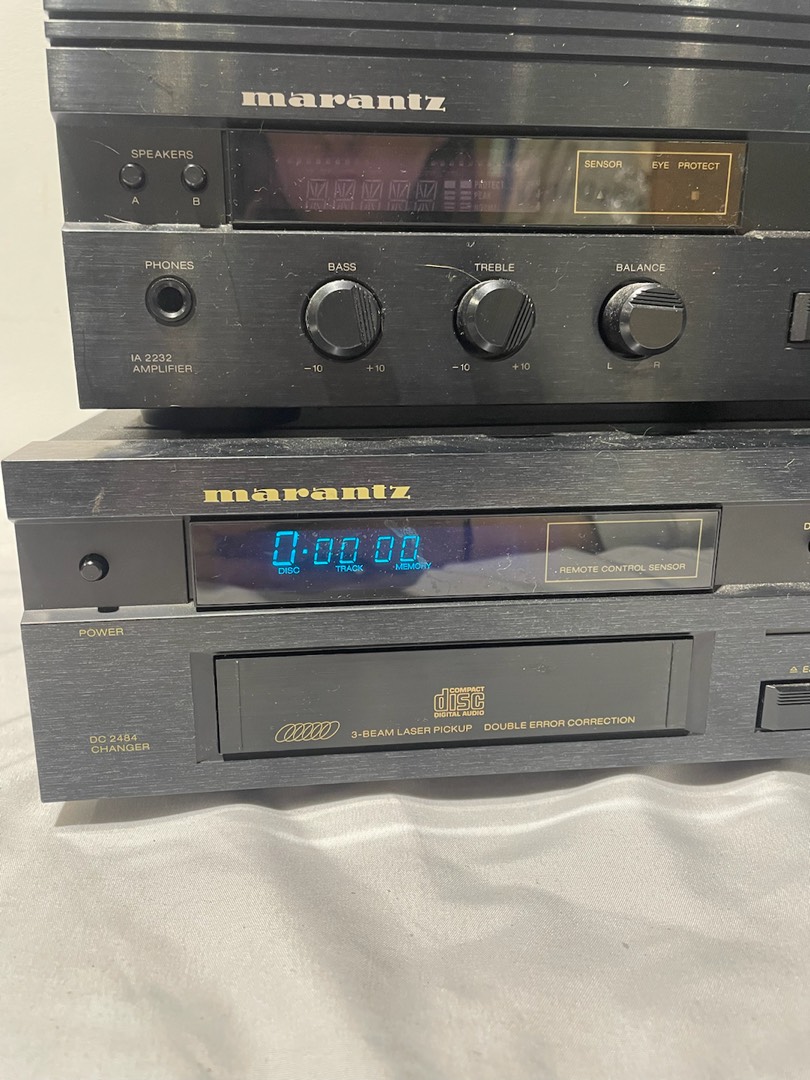 marantz
SPEAKERS
A B
PROTECT
SENSOR EYE PROTECT
PHONES BASS TREBLE BALANCE
-10 +10 -10 +10 L R
IA 2232
AMPLIFIER
marantz
0·00 00
DISC TRACK MEMORY
REMOTE CONTROL SENSOR
POWER
COMPACT
disc
DIGITAL AUDIO
3-BEAM LASER PICKUP DOUBLE ERROR CORRECTION
DC 2484
CHANGER